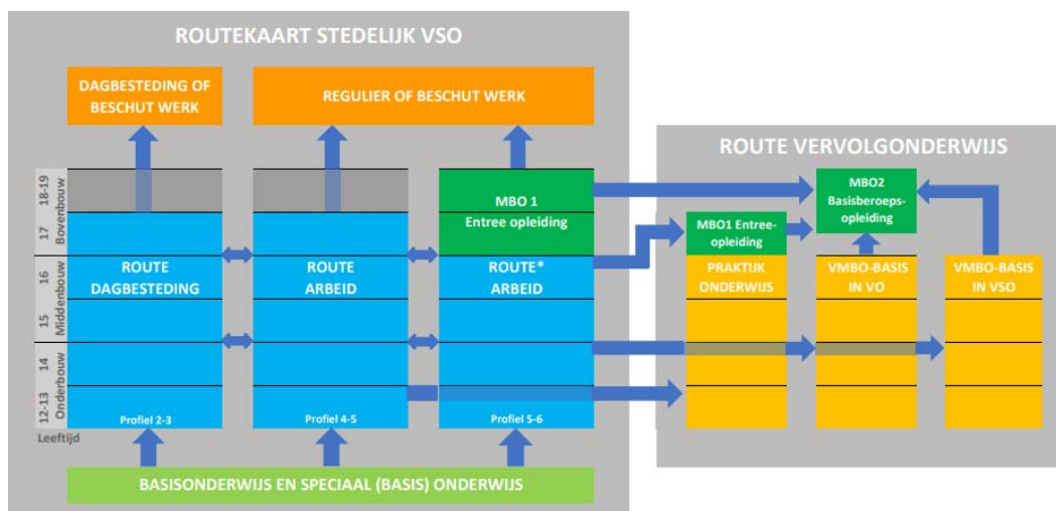 ROUTEKAART STEDELIJK VSO
DAGBESTEDING OF
BESCHUT WERK
REGULIER OF BESCHUT WERK
18-19
17
Bovenbouw
16
15
Middenbouw
14
12-13
Onderbouw
Leeftijd
ROUTE
DAGBESTEDING
Profiel 2-3
ROUTE
ARBEID
Profiel 4-5
MBO 1
Entree opleiding
ROUTE*
ARBEID
Profiel 5-6
BASISONDERWIJS EN SPECIAAL (BASIS) ONDERWIJS
ROUTE VERVOLGONDERWIJS
MBO1 Entree-
opleiding
PRAKTIJK
ONDERWIJS
MBO2
Basisberoeps-
opleiding
VMBO-BASIS
IN VO
VMBO-BASIS
IN VSO